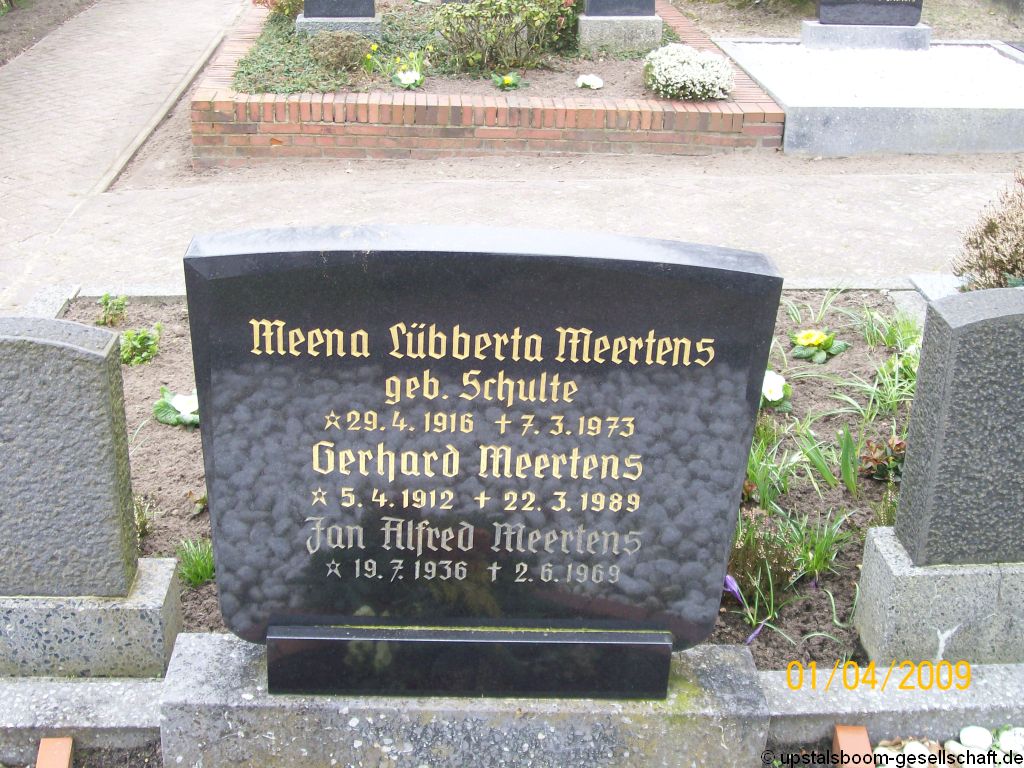 Meena Lübberta Meertens
geb. Schulte
☆ 29. 4. 1916 ✝ 7. 3. 1973
Gerhard Meertens
☆ 5. 4. 1912 ✝ 22. 3. 1989
Jan Alfred Meertens
☆ 19. 7. 1936 ✝ 2. 6. 1969
01/04/2009
© upstalsboom-gesellschaft.de